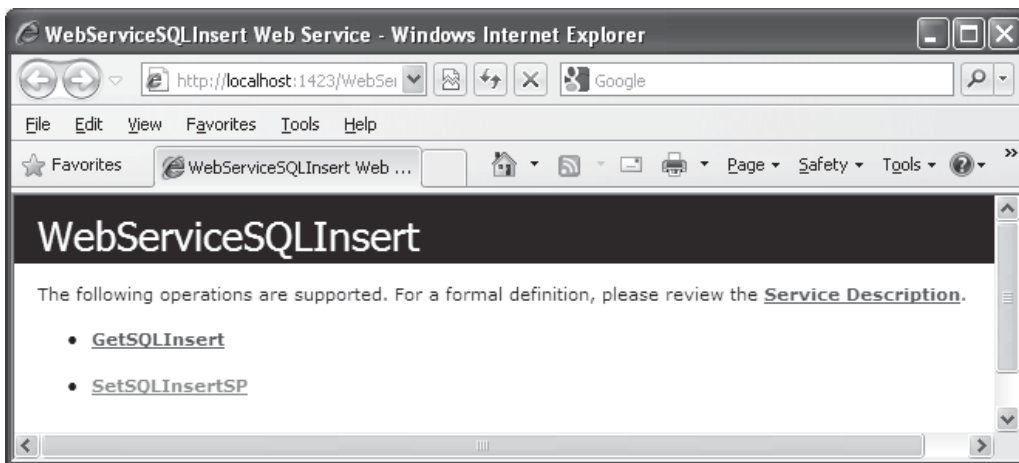 WebServiceSQLInsert Web Service - Windows Internet Explorer
http://localhost:1423/WebSer
Google
File Edit View Favorites Tools Help
Favorites WebServiceSQLInsert Web ... Page Safety Tools »
WebServiceSQLInsert
The following operations are supported. For a formal definition, please review the Service Description.
• GetSQLInsert
• SetSQLInsertSP